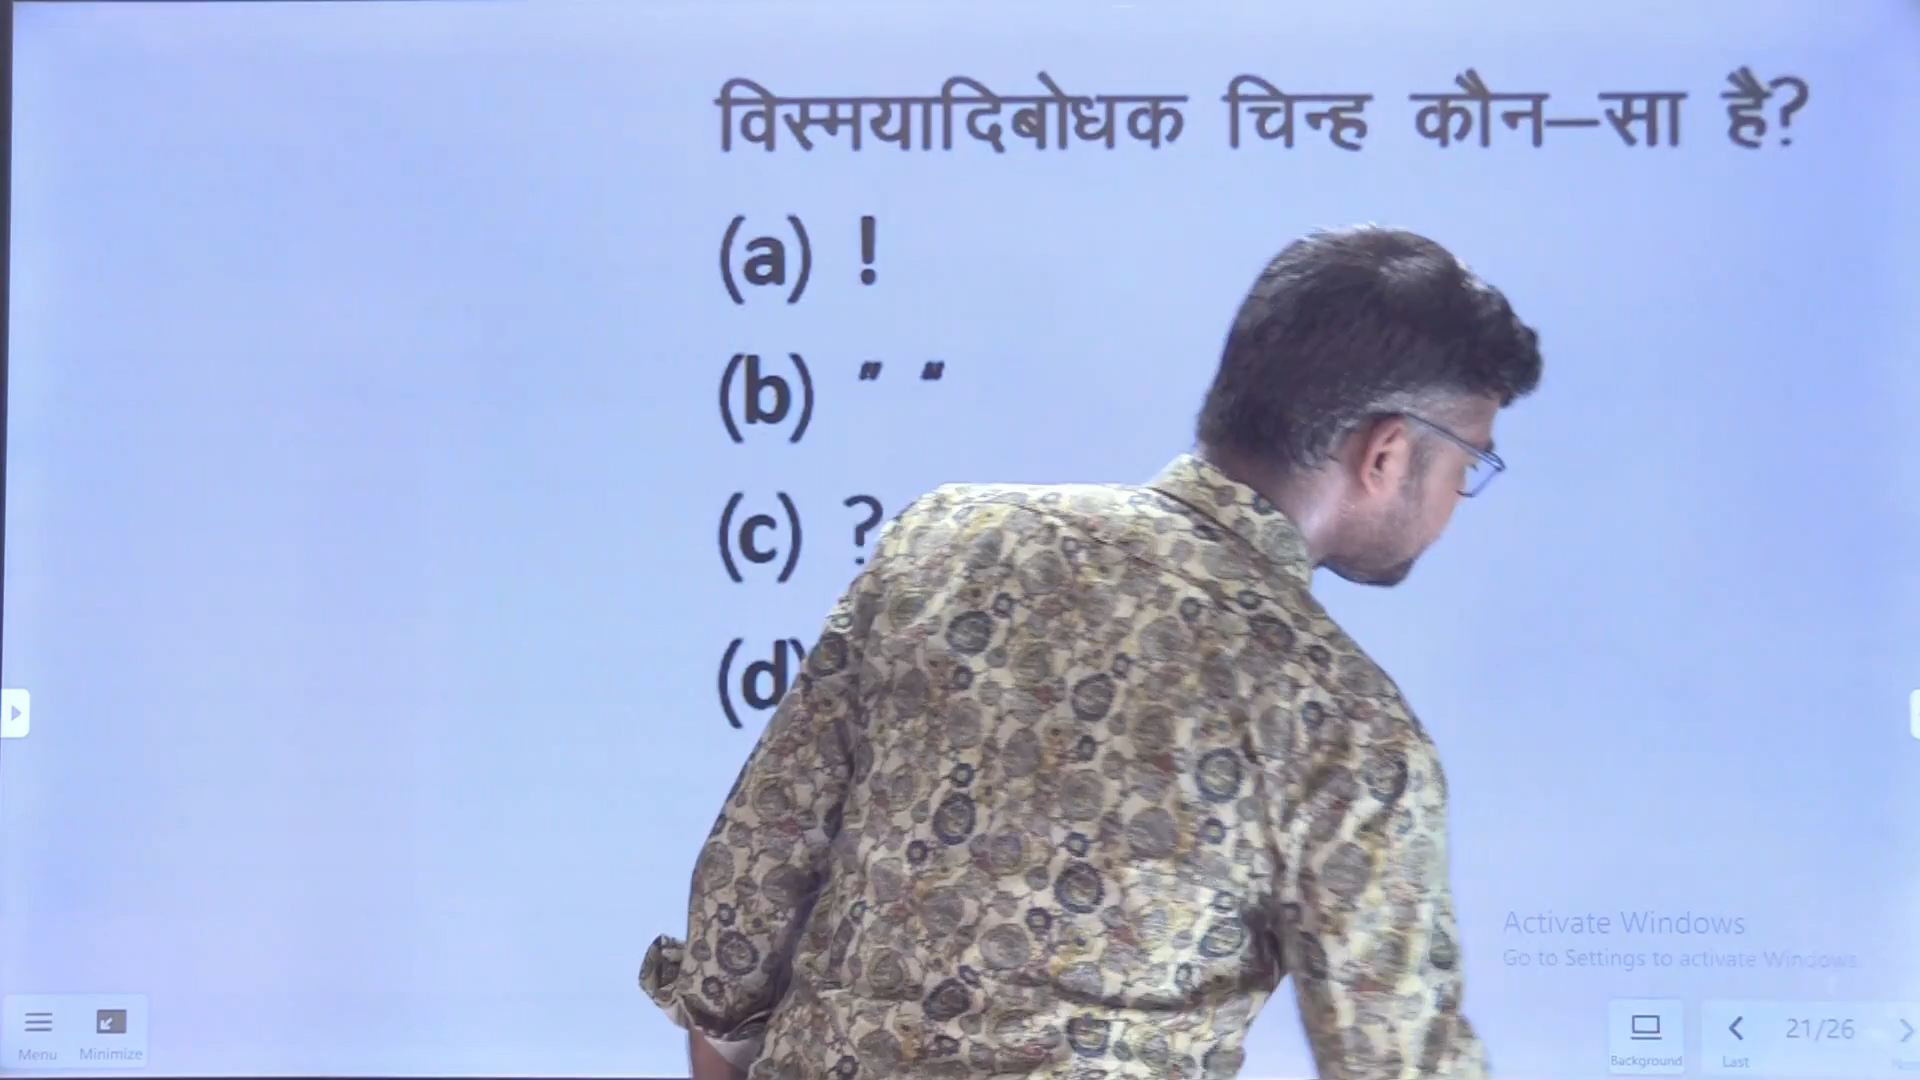 विस्मयादिबोधक चिन्ह कौन–सा है?
(a) !
(b) " "
(c) ?
(d)
Activate Windows
Go to Settings to activate Windows.
Menu
Minimize
Background
21/26
Last